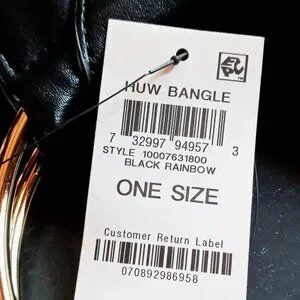 HUW BANGLE
7 32997 94957 3
STYLE 10007631800
BLACK RAINBOW
ONE SIZE
Customer Return Label
070892986958